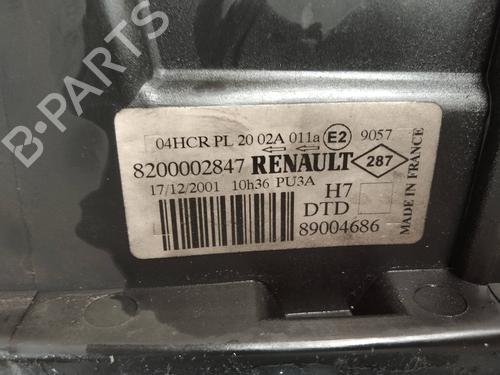 B-PARTS
04HCR PL 20 02A 011a E2 9057
8200002847 RENAULT 287
17/12/2001 10h36 PU3A H7
DTD
89004686
MADE IN FRANCE